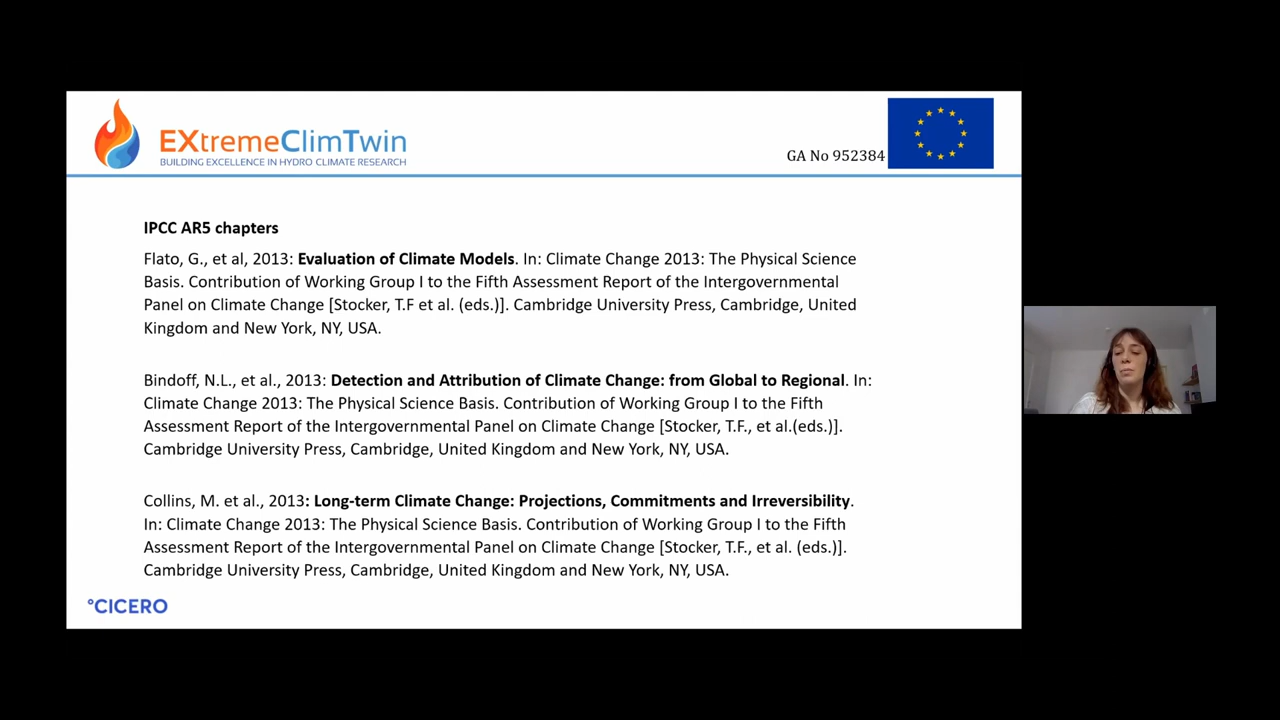 EXtremeClimTwin
BUILDING EXCELLENCE IN HYDRO CLIMATE RESEARCH
GA No 952384
IPCC AR5 chapters
Flato, G., et al, 2013: Evaluation of Climate Models. In: Climate Change 2013: The Physical Science
Basis. Contribution of Working Group I to the Fifth Assessment Report of the Intergovernmental
Panel on Climate Change [Stocker, T.F et al. (eds.)]. Cambridge University Press, Cambridge, United
Kingdom and New York, NY, USA.
Bindoff, N.L., et al., 2013: Detection and Attribution of Climate Change: from Global to Regional. In:
Climate Change 2013: The Physical Science Basis. Contribution of Working Group I to the Fifth
Assessment Report of the Intergovernmental Panel on Climate Change [Stocker, T.F., et al.(eds.)].
Cambridge University Press, Cambridge, United Kingdom and New York, NY, USA.
Collins, M. et al., 2013: Long-term Climate Change: Projections, Commitments and Irreversibility.
In: Climate Change 2013: The Physical Science Basis. Contribution of Working Group I to the Fifth
Assessment Report of the Intergovernmental Panel on Climate Change [Stocker, T.F., et al. (eds.)].
Cambridge University Press, Cambridge, United Kingdom and New York, NY, USA.
°CICERO